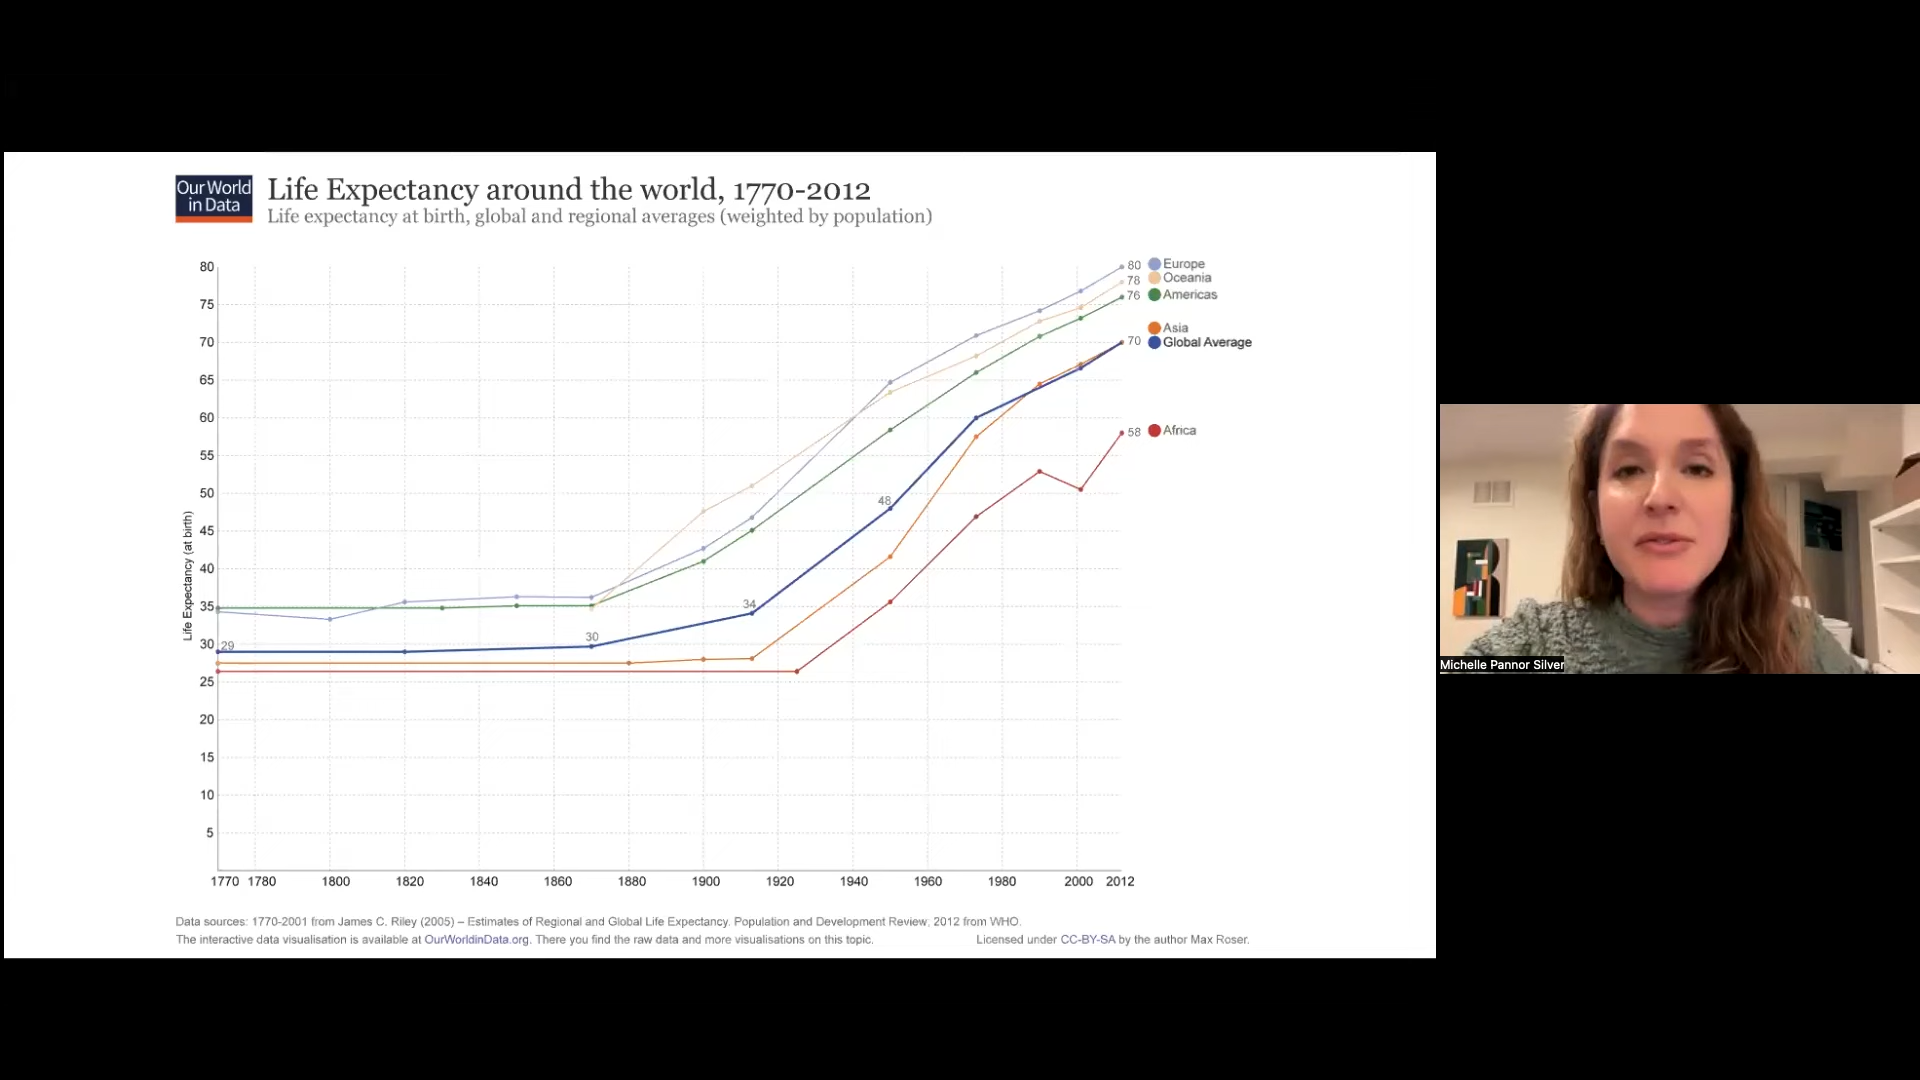 Our World
in Data
Life Expectancy around the world, 1770-2012
Life expectancy at birth, global and regional averages (weighted by population)
Life Expectancy (at birth)
80
75
70
65
60
55
50
45
40
35
30
25
20
15
10
5
29
30
34
48
80 Europe
78 Oceania
76 Americas
Asia
70 Global Average
58 Africa
1770 1780 1800 1820 1840 1860 1880 1900 1920 1940 1960 1980 2000 2012
Data sources: 1770-2001 from James C. Riley (2005) – Estimates of Regional and Global Life Expectancy. Population and Development Review; 2012 from WHO.
The interactive data visualisation is available at OurWorldinData.org. There you find the raw data and more visualisations on this topic.
Licensed under CC-BY-SA by the author Max Roser.
Michelle Pannor Silver